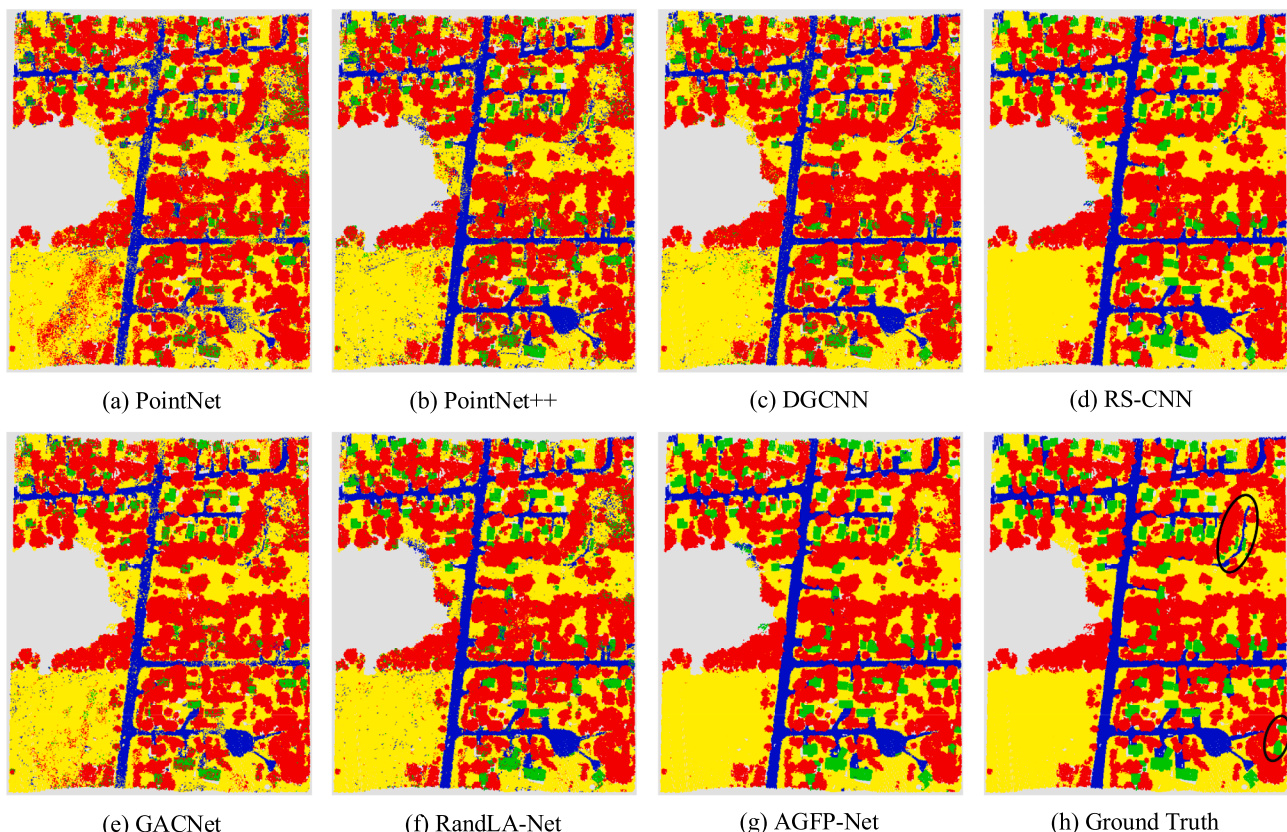 (a) PointNet
(b) PointNet++
(c) DGCNN
(d) RS-CNN
(e) GACNet
(f) RandLA-Net
(g) AGFP-Net
(h) Ground Truth